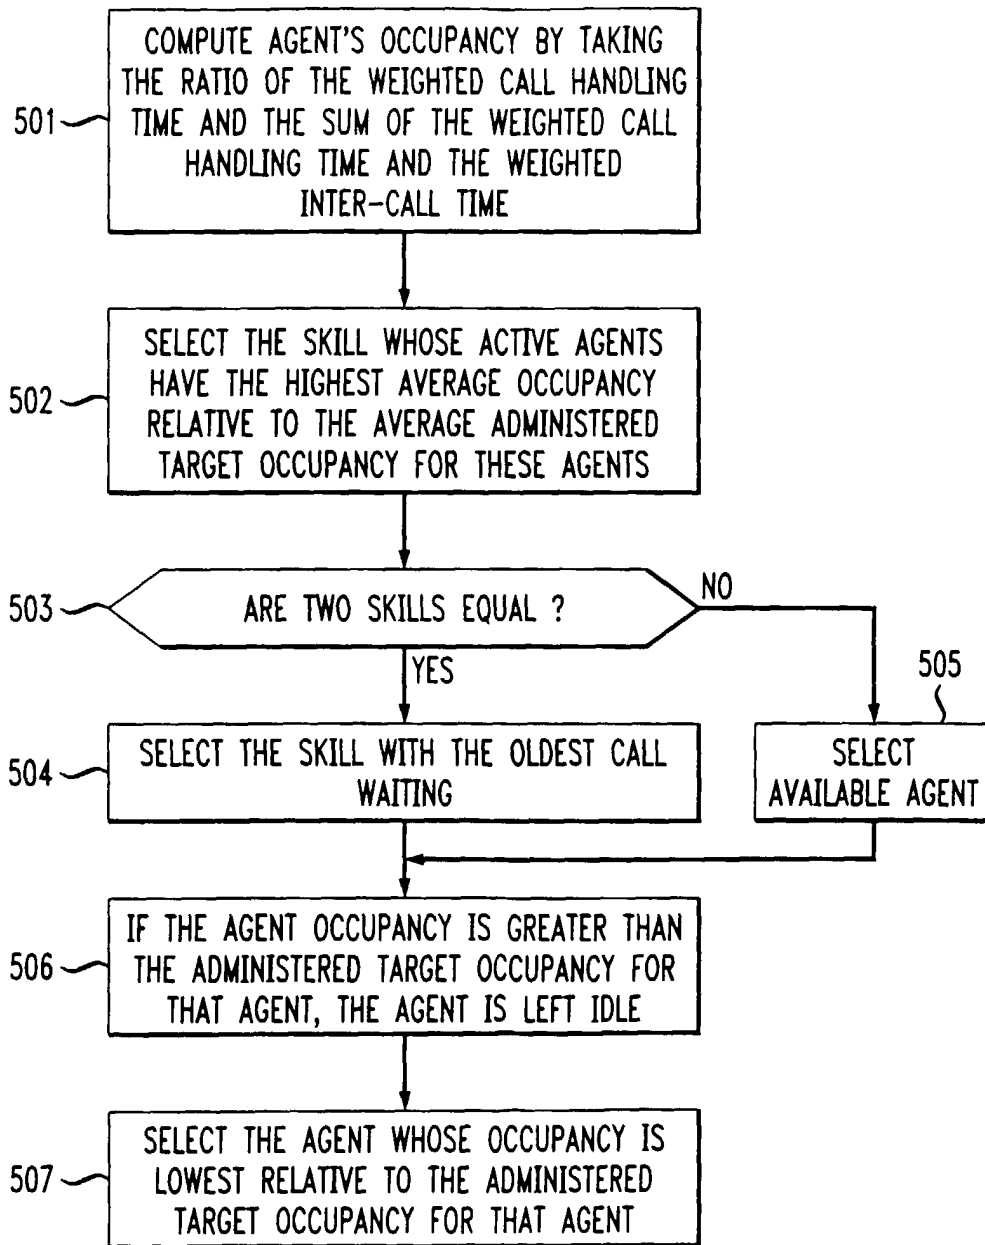 COMPUTE AGENT'S OCCUPANCY BY TAKING
THE RATIO OF THE WEIGHTED CALL HANDLING
TIME AND THE SUM OF THE WEIGHTED CALL
HANDLING TIME AND THE WEIGHTED
INTER-CALL TIME
501
SELECT THE SKILL WHOSE ACTIVE AGENTS
HAVE THE HIGHEST AVERAGE OCCUPANCY
RELATIVE TO THE AVERAGE ADMINISTERED
TARGET OCCUPANCY FOR THESE AGENTS
502
503
ARE TWO SKILLS EQUAL ?
NO
YES
505
504
SELECT THE SKILL WITH THE OLDEST CALL
WAITING
SELECT
AVAILABLE AGENT
506
IF THE AGENT OCCUPANCY IS GREATER THAN
THE ADMINISTERED TARGET OCCUPANCY FOR
THAT AGENT, THE AGENT IS LEFT IDLE
507
SELECT THE AGENT WHOSE OCCUPANCY IS
LOWEST RELATIVE TO THE ADMINISTERED
TARGET OCCUPANCY FOR THAT AGENT